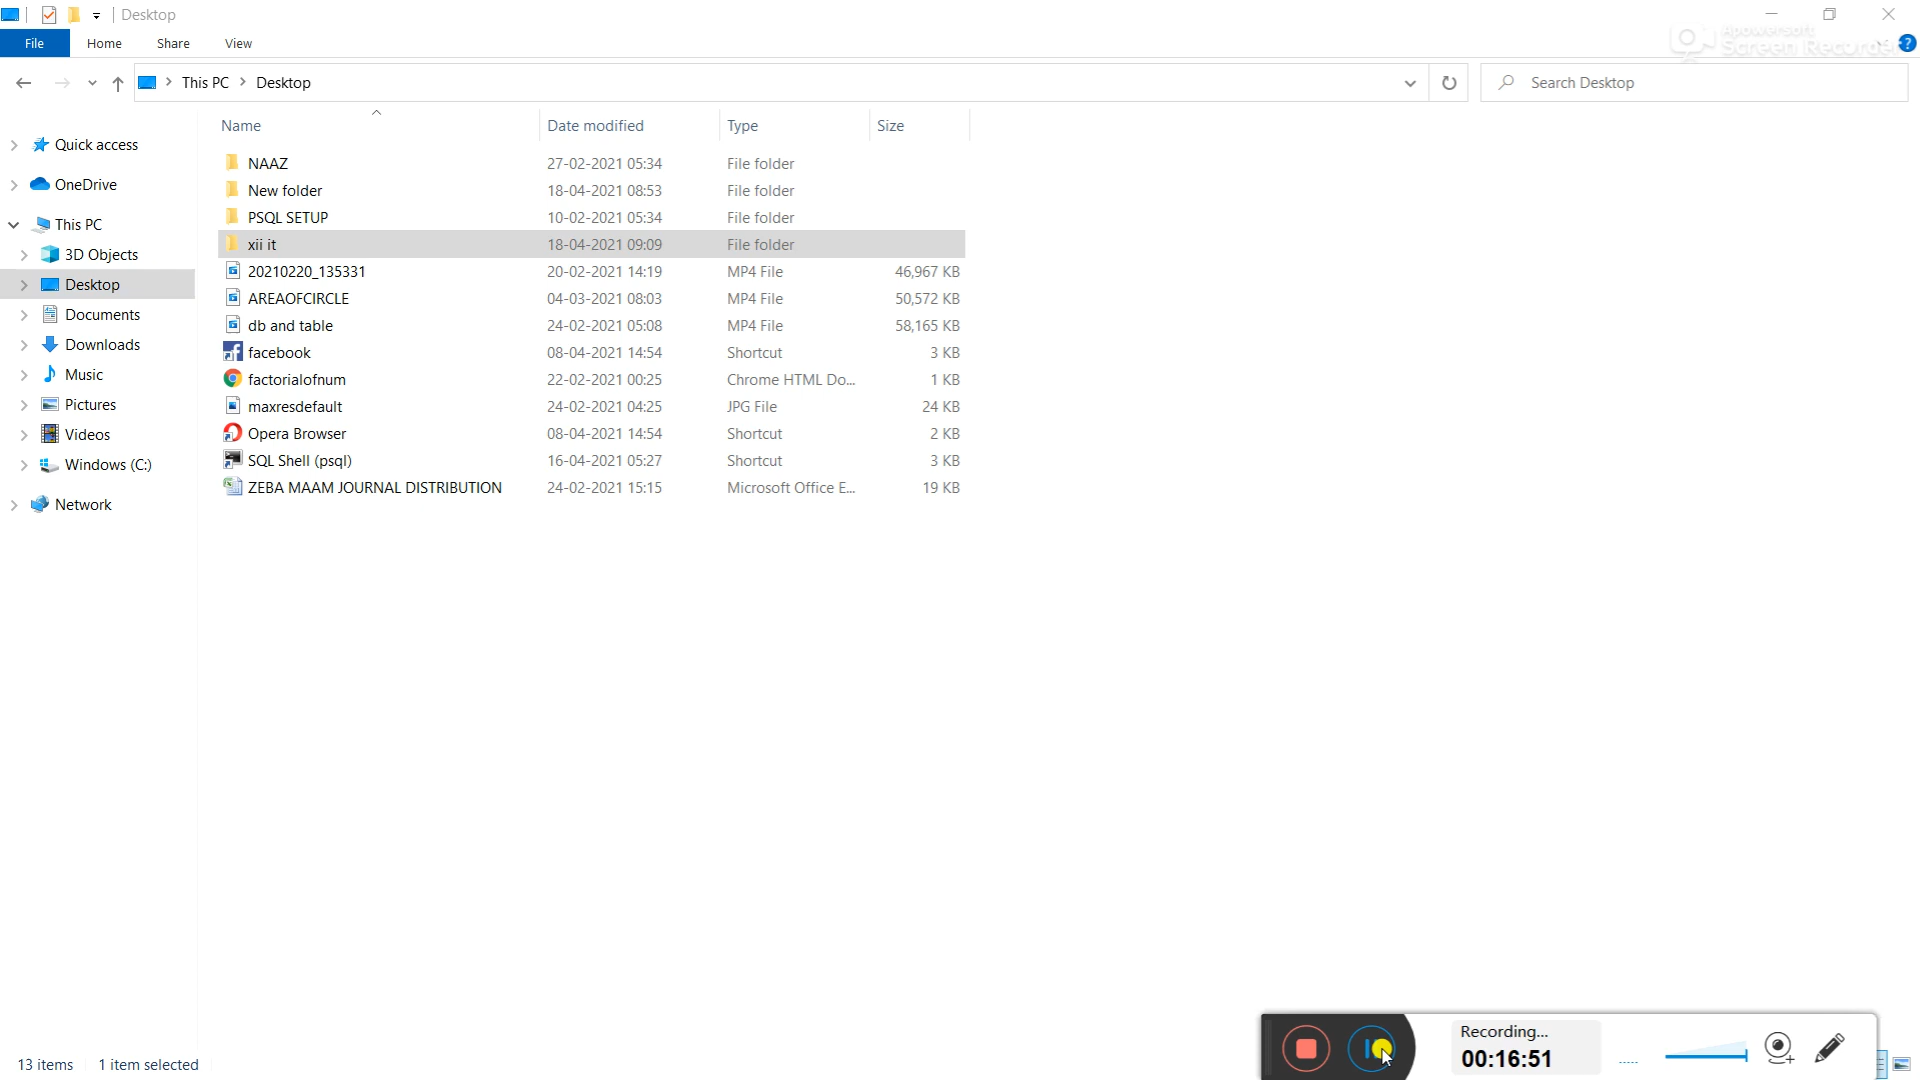 Desktop
File Home Share View
Apowersoft
Screen Recorder
This PC Desktop
Search Desktop
Name Date modified Type Size
Quick access
OneDrive
This PC
3D Objects
Desktop
Documents
Downloads
Music
Pictures
Videos
Windows (C:)
Network
NAAZ 27-02-2021 05:34 File folder
New folder 18-04-2021 08:53 File folder
PSQL SETUP 10-02-2021 05:34 File folder
xii it 18-04-2021 09:09 File folder
20210220_135331 20-02-2021 14:19 MP4 File 46,967 KB
AREAOFCIRCLE 04-03-2021 08:03 MP4 File 50,572 KB
db and table 24-02-2021 05:08 MP4 File 58,165 KB
facebook 08-04-2021 14:54 Shortcut 3 KB
factorialofnum 22-02-2021 00:25 Chrome HTML Do... 1 KB
maxresdefault 24-02-2021 04:25 JPG File 24 KB
Opera Browser 08-04-2021 14:54 Shortcut 2 KB
SQL Shell (psql) 16-04-2021 05:27 Shortcut 3 KB
ZEBA MAAM JOURNAL DISTRIBUTION 24-02-2021 15:15 Microsoft Office E... 19 KB
Recording...
00:16:51
13 items 1 item selected